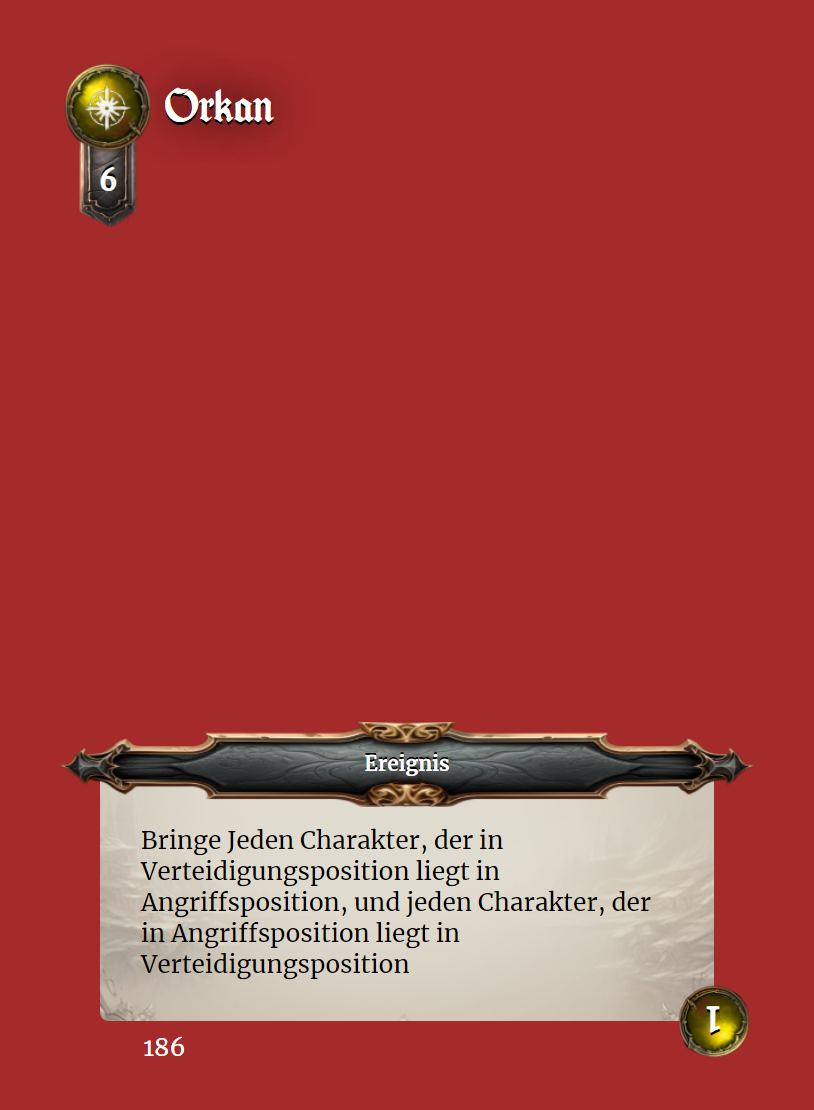 Orkan
6
Ereignis
Bringe Jeden Charakter, der in
Verteidigungsposition liegt in
Angriffsposition, und jeden Charakter, der
in Angriffsposition liegt in
Verteidigungsposition
1
186